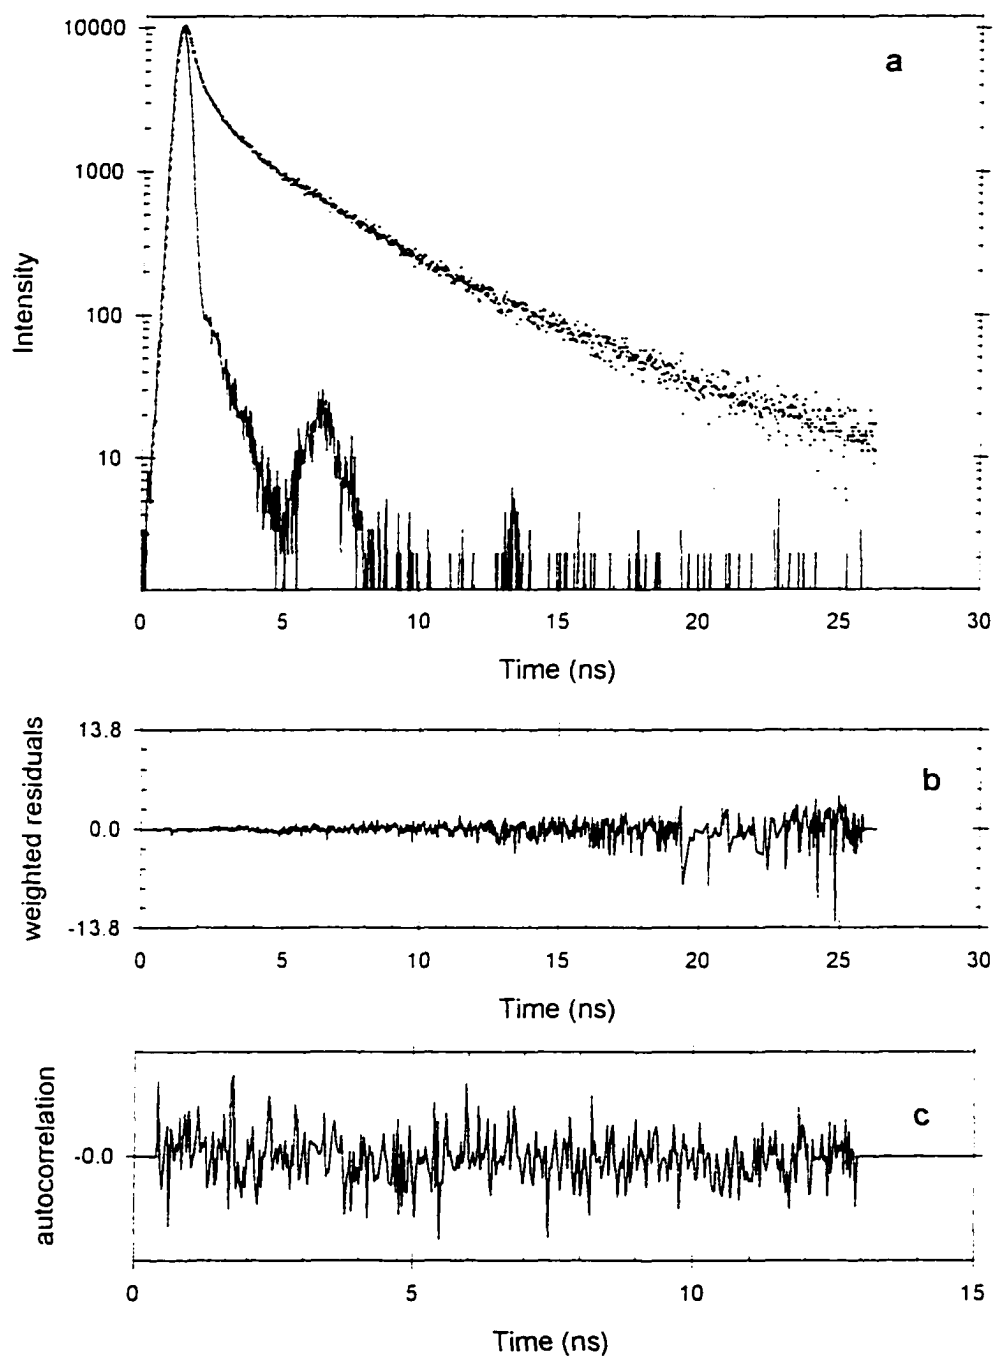 10000
a
1000
Intensity
100
10
0 5 10 15 20 25 30
Time (ns)
weighted residuals
13.8
b
0.0
-13.8
0 5 10 15 20 25 30
Time (ns)
autocorrelation
c
-0.0
0 5 10 15
Time (ns)